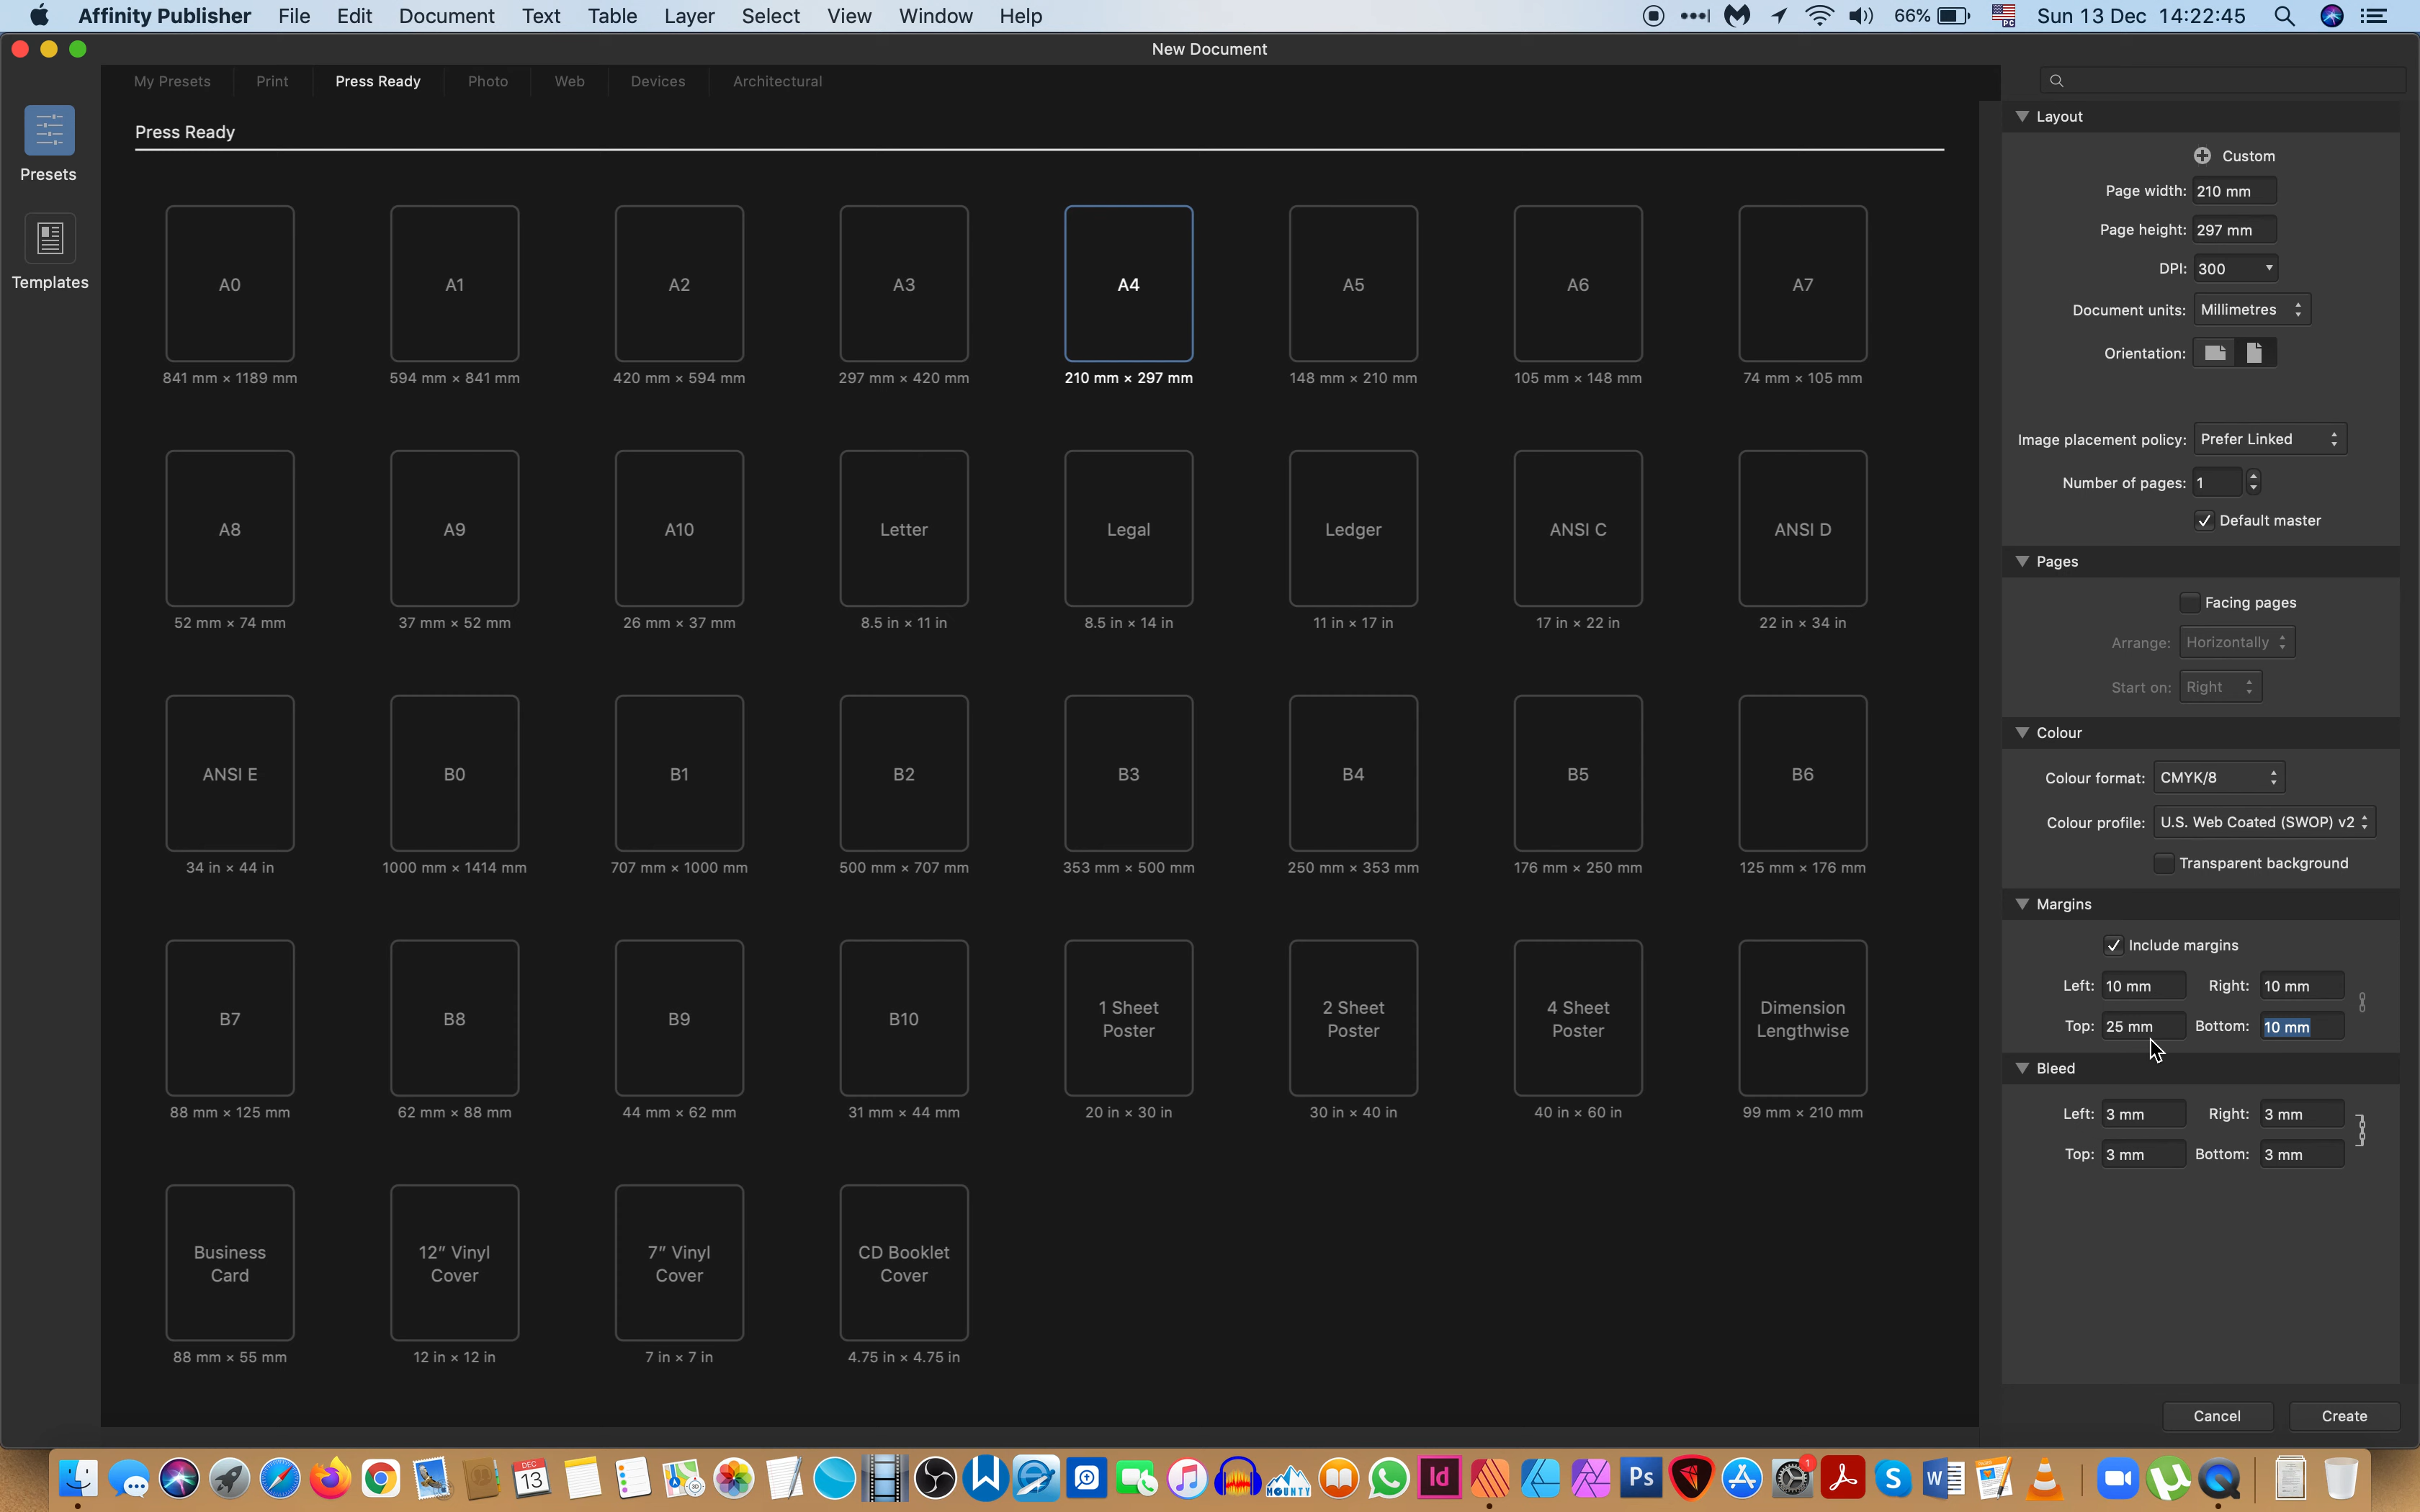 Affinity Publisher File Edit Document Text Table Layer Select View Window Help 66% Sun 13 Dec 14:22:45
New Document
My Presets Print Press Ready Photo Web Devices Architectural
Presets
Templates
Press Ready
A0 A1 A2 A3 A4 A5 A6 A7
841 mm × 1189 mm 594 mm × 841 mm 420 mm × 594 mm 297 mm × 420 mm 210 mm × 297 mm 148 mm × 210 mm 105 mm × 148 mm 74 mm × 105 mm
A8 A9 A10 Letter Legal Ledger ANSI C ANSI D
52 mm × 74 mm 37 mm × 52 mm 26 mm × 37 mm 8.5 in × 11 in 8.5 in × 14 in 11 in × 17 in 17 in × 22 in 22 in × 34 in
ANSI E B0 B1 B2 B3 B4 B5 B6
34 in × 44 in 1000 mm × 1414 mm 707 mm × 1000 mm 500 mm × 707 mm 353 mm × 500 mm 250 mm × 353 mm 176 mm × 250 mm 125 mm × 176 mm
B7 B8 B9 B10 1 Sheet Poster 2 Sheet Poster 4 Sheet Poster Dimension Lengthwise
88 mm × 125 mm 62 mm × 88 mm 44 mm × 62 mm 31 mm × 44 mm 20 in × 30 in 30 in × 40 in 40 in × 60 in 99 mm × 210 mm
Business Card 12" Vinyl Cover 7" Vinyl Cover CD Booklet Cover
88 mm × 55 mm 12 in × 12 in 7 in × 7 in 4.75 in × 4.75 in
Layout
Custom
Page width: 210 mm
Page height: 297 mm
DPI: 300
Document units: Millimetres
Orientation:
Image placement policy: Prefer Linked
Number of pages: 1
Default master
Pages
Facing pages
Arrange: Horizontally
Start on: Right
Colour
Colour format: CMYK/8
Colour profile: U.S. Web Coated (SWOP) v2
Transparent background
Margins
Include margins
Left: 10 mm Right: 10 mm
Top: 25 mm Bottom: 10 mm
Bleed
Left: 3 mm Right: 3 mm
Top: 3 mm Bottom: 3 mm
Cancel Create
DEC 13 MOUNTY Id Ps 1 S W